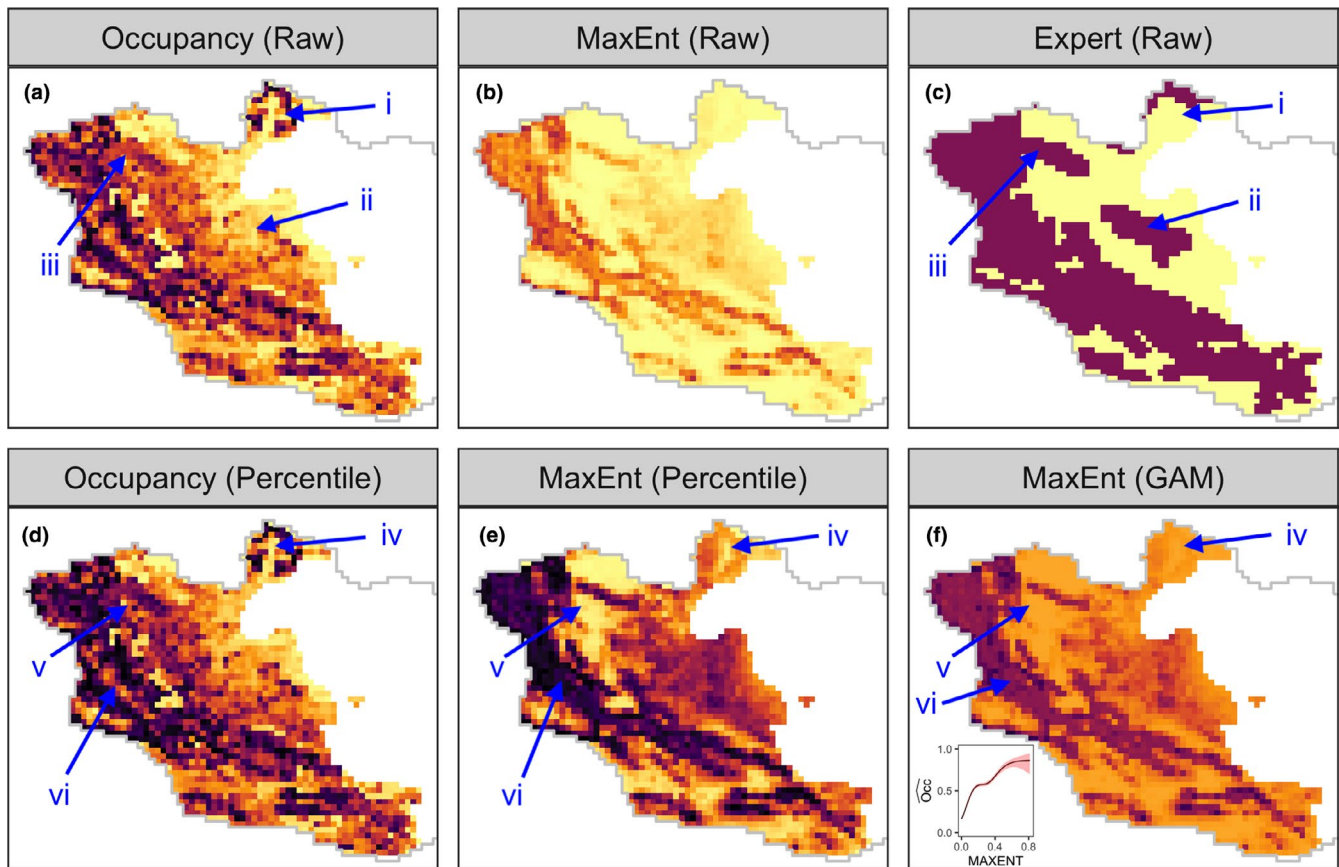 Occupancy (Raw)
MaxEnt (Raw)
Expert (Raw)
(a)
i
ii
iii
(b)
(c)
i
ii
iii
Occupancy (Percentile)
MaxEnt (Percentile)
MaxEnt (GAM)
(d)
iv
v
vi
(e)
iv
v
vi
(f)
iv
v
vi
1.0
0.5
0.0
Occ
0.0 0.4 0.8
MAXENT